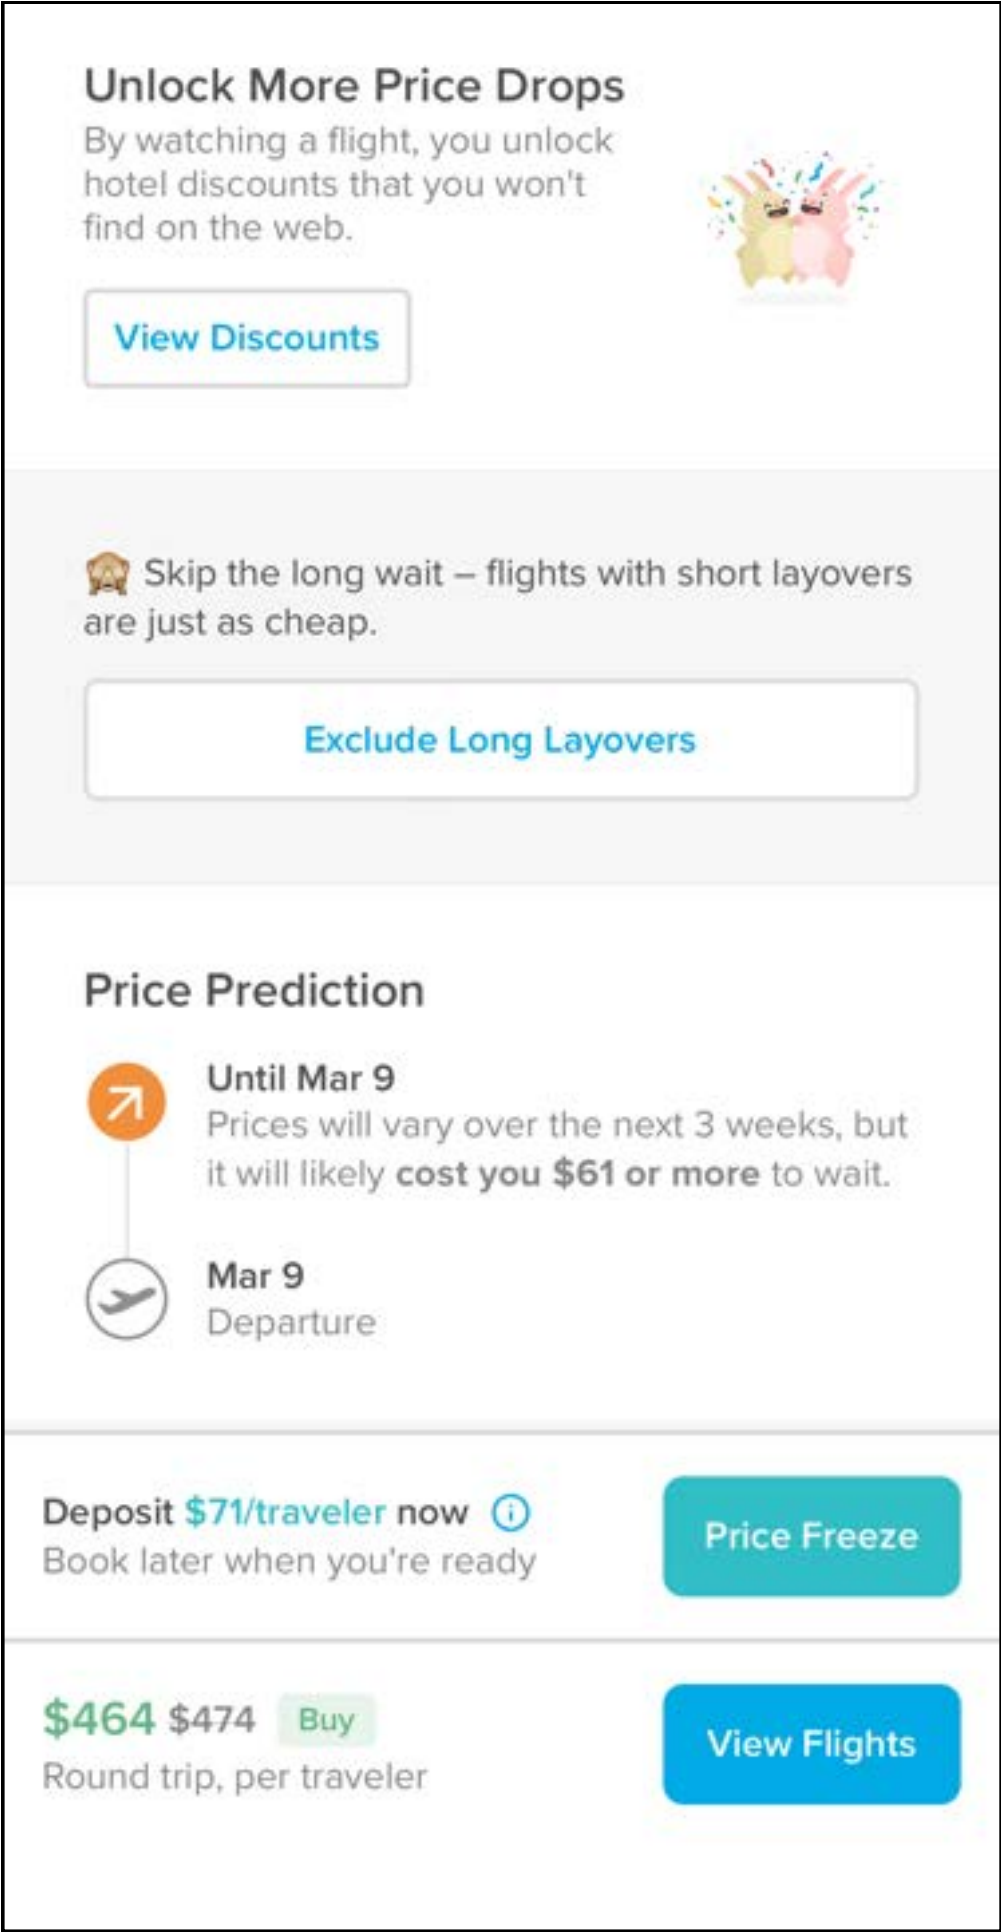 Unlock More Price Drops
By watching a flight, you unlock
hotel discounts that you won't
find on the web.
View Discounts
🙈 Skip the long wait – flights with short layovers
are just as cheap.
Exclude Long Layovers
Price Prediction
Until Mar 9
Prices will vary over the next 3 weeks, but
it will likely cost you $61 or more to wait.
Mar 9
Departure
Deposit $71/traveler now
Book later when you're ready
Price Freeze
$464 $474 Buy
Round trip, per traveler
View Flights